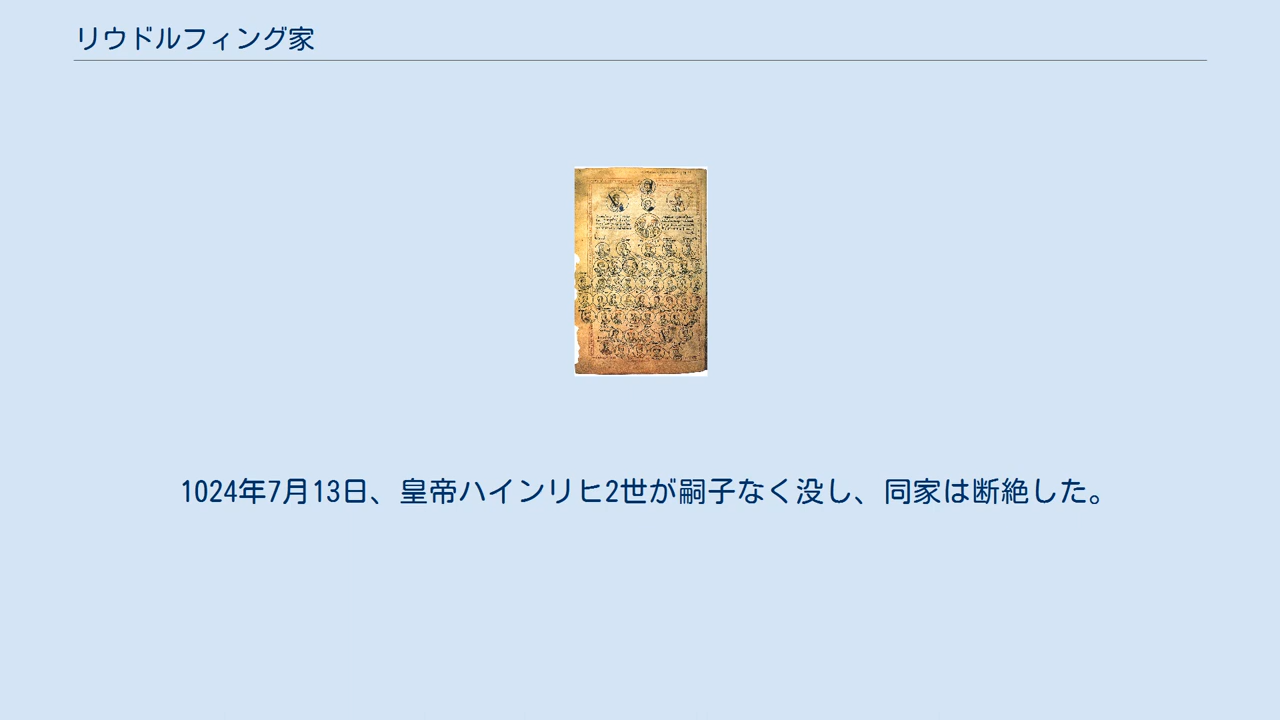 リウドルフィング家
1024年7月13日、皇帝ハインリヒ2世が嗣子なく没し、同家は断絶した。